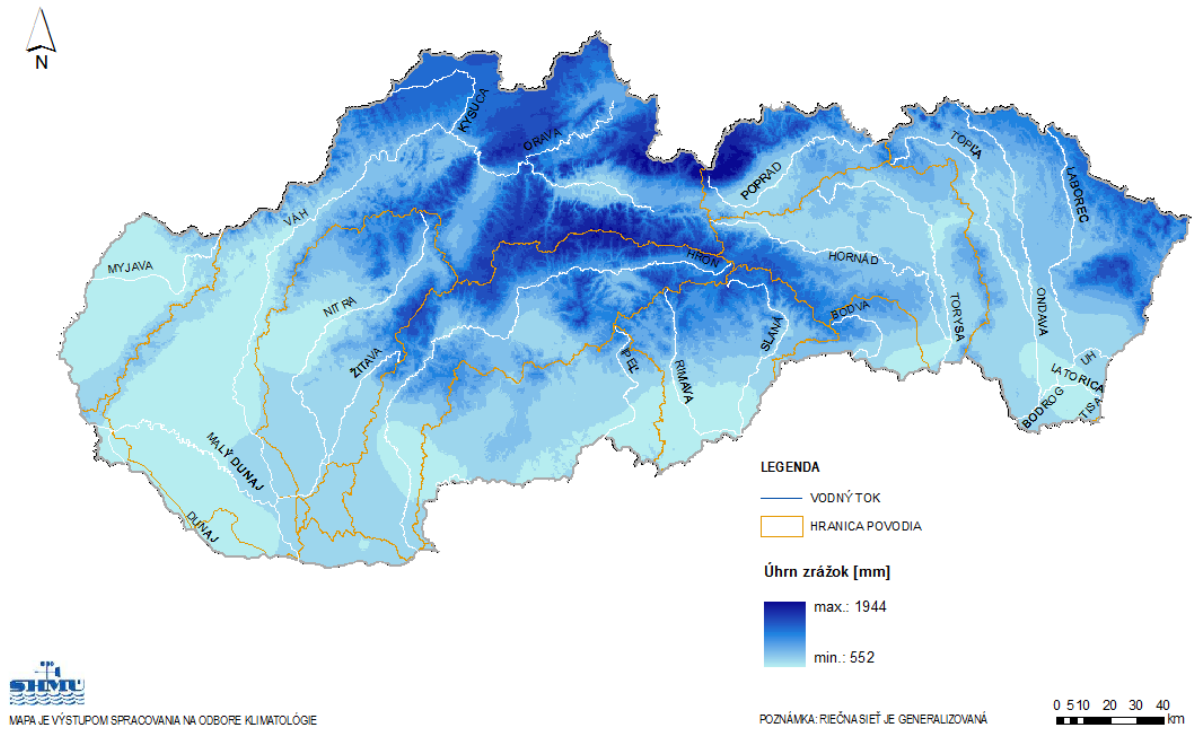 N
KYSUCA
ORAVA
VÁH
POPRAD
TOPĽA
LABOREC
MYJAVA
NITRA
ŽITAVA
HRON
HORNÁD
TORYSA
ONDAVA
BODVA
SLANÁ
RIMAVA
IPEĽ
UH
LATORICA
BODROG
TISA
MALÝ DUNAJ
DUNAJ
LEGENDA
VODNÝ TOK
HRANICA POVODIA
Úhrn zrážok [mm]
max.: 1944
min.: 552
SHMÚ
MAPA JE VÝSTUPOM SPRACOVANIA NA ODBORE KLIMATOLÓGIE
POZNÁMKA: RIEČNA SIEŤ JE GENERALIZOVANÁ
0 5 10 20 30 40
km